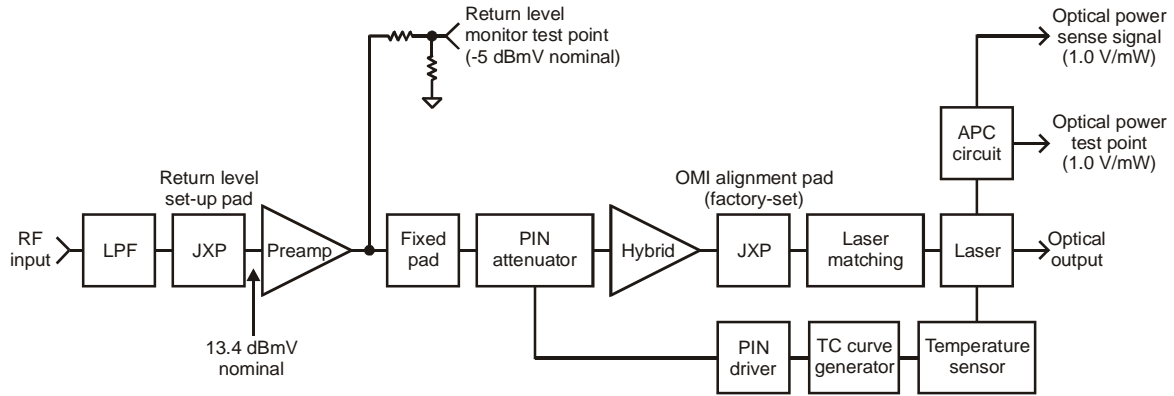 Return level
monitor test point
(-5 dBmV nominal)
Optical power
sense signal
(1.0 V/mW)
APC
circuit
Optical power
test point
(1.0 V/mW)
Return level
set-up pad
OMI alignment pad
(factory-set)
RF
input
LPF
JXP
Preamp
Fixed
pad
PIN
attenuator
Hybrid
JXP
Laser
matching
Laser
Optical
output
13.4 dBmV
nominal
PIN
driver
TC curve
generator
Temperature
sensor